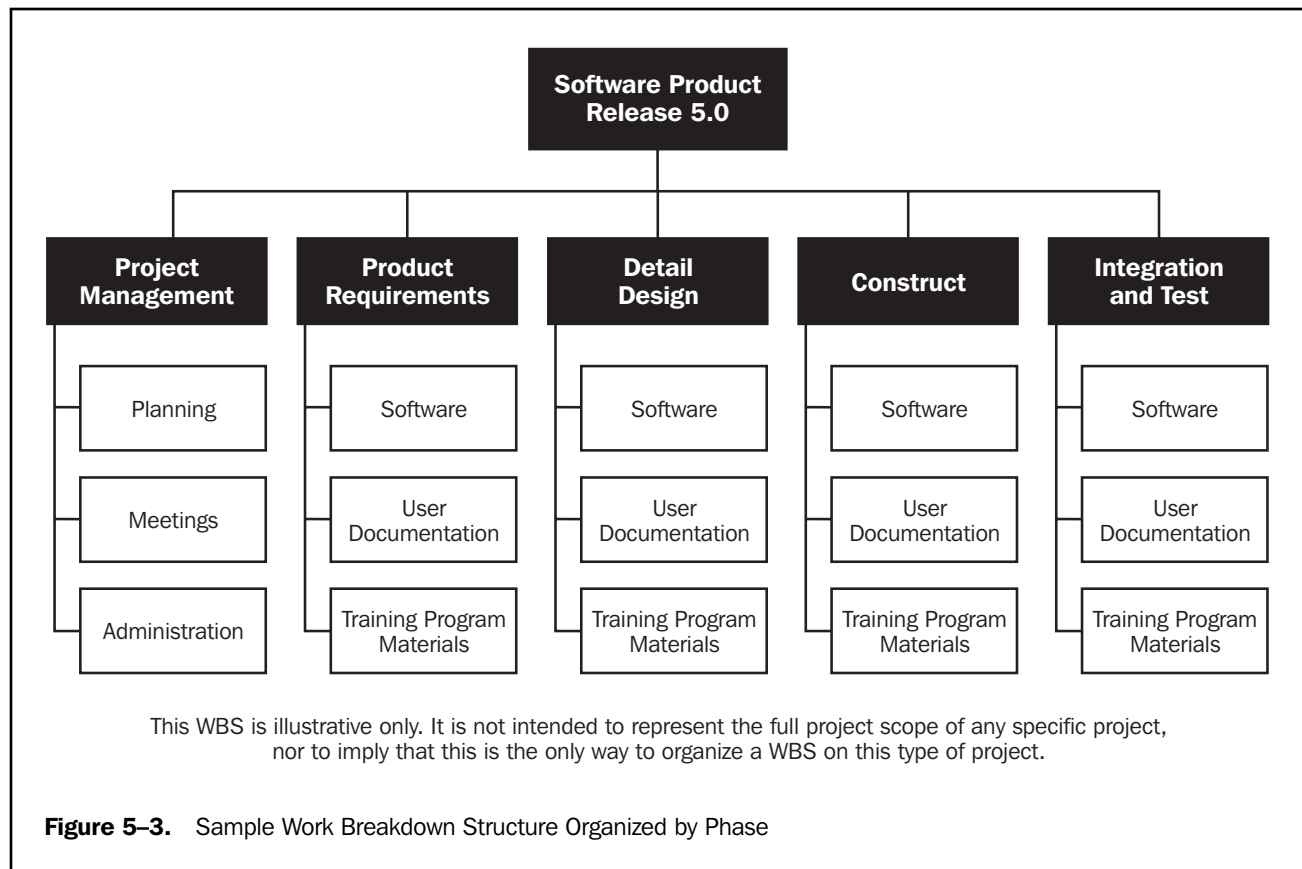 Software Product
Release 5.0
Project
Management
Product
Requirements
Detail
Design
Construct
Integration
and Test
Planning
Software
Software
Software
Software
Meetings
User
Documentation
User
Documentation
User
Documentation
User
Documentation
Administration
Training Program
Materials
Training Program
Materials
Training Program
Materials
Training Program
Materials
This WBS is illustrative only. It is not intended to represent the full project scope of any specific project,
nor to imply that this is the only way to organize a WBS on this type of project.
Figure 5–3. Sample Work Breakdown Structure Organized by Phase